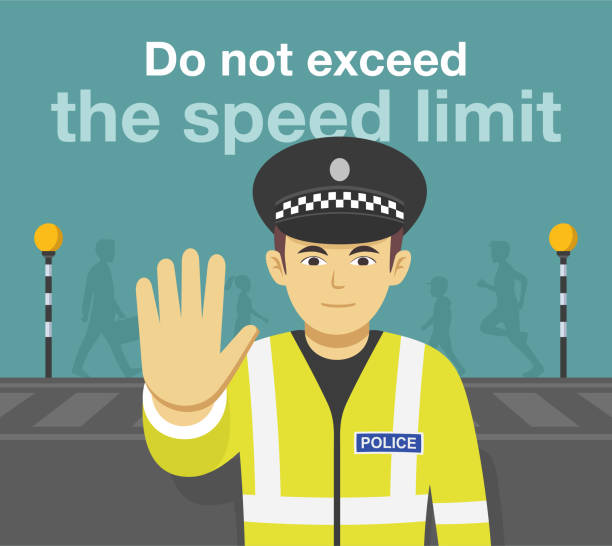 Do not exceed
the speed limit
POLICE